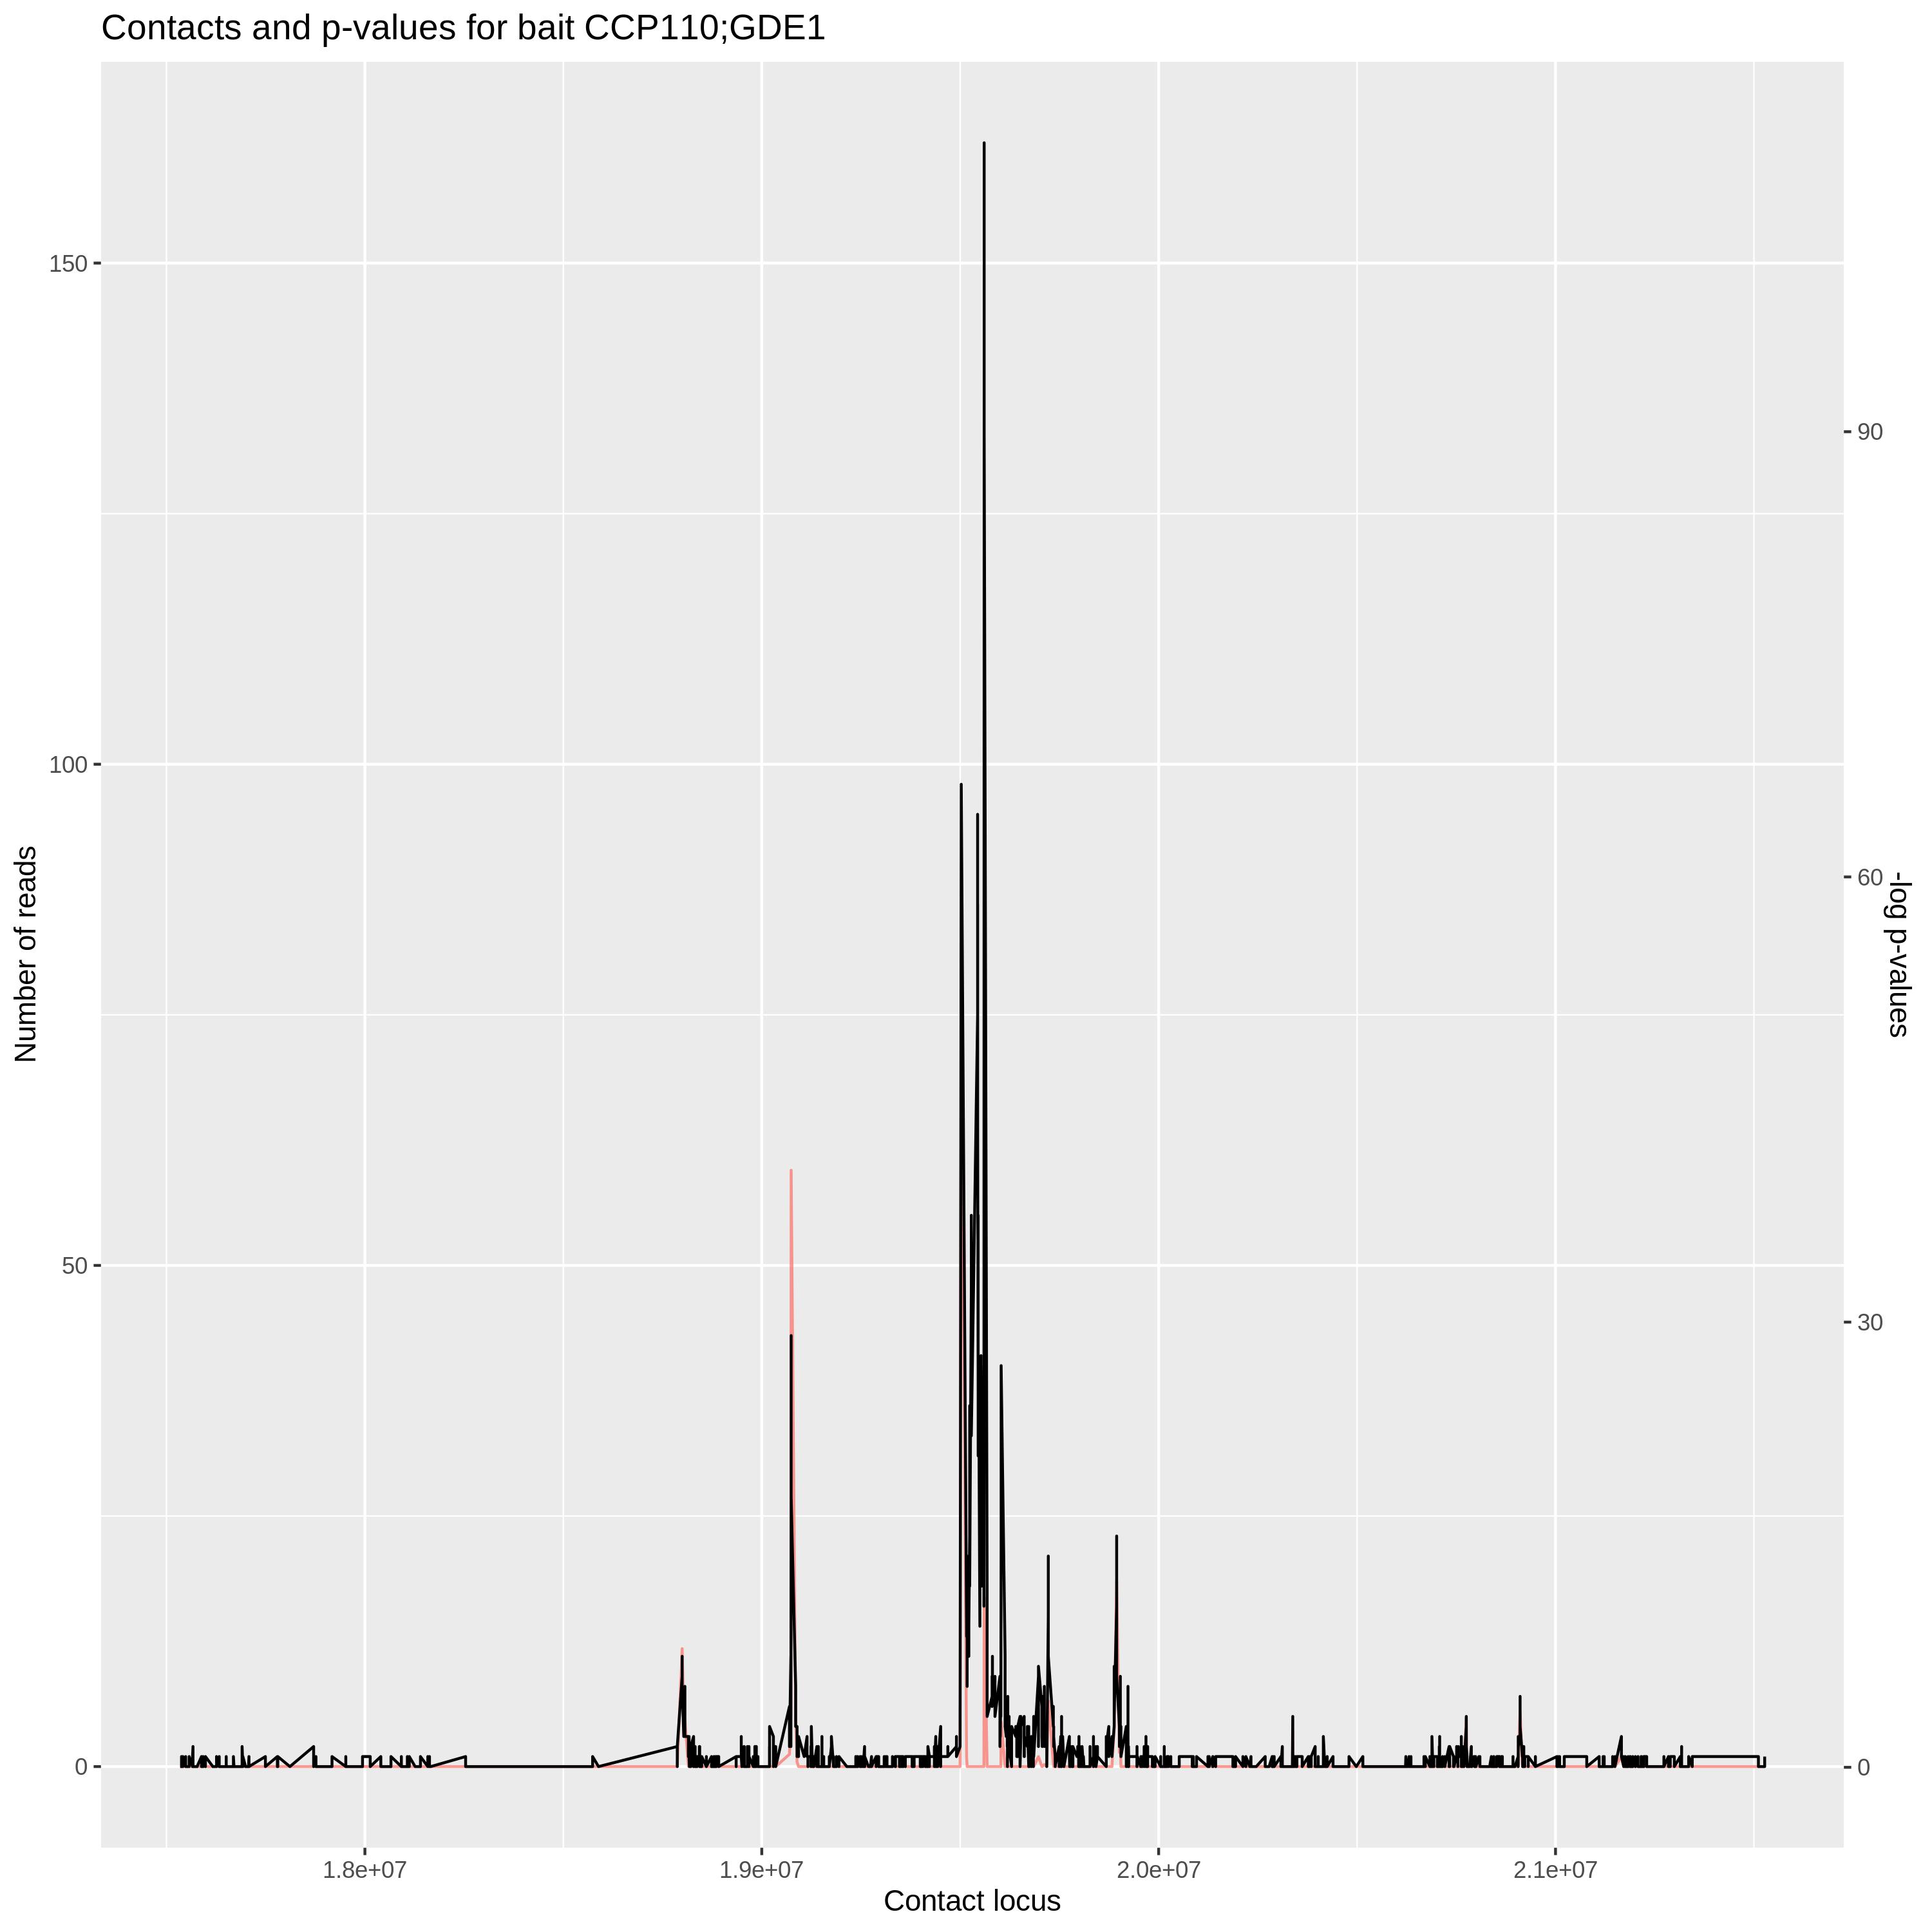 Contacts and p-values for bait CCP110;GDE1
150
100
50
0
Number of reads
90
60
30
0
-log p-values
1.8e+07
1.9e+07
2.0e+07
2.1e+07
Contact locus